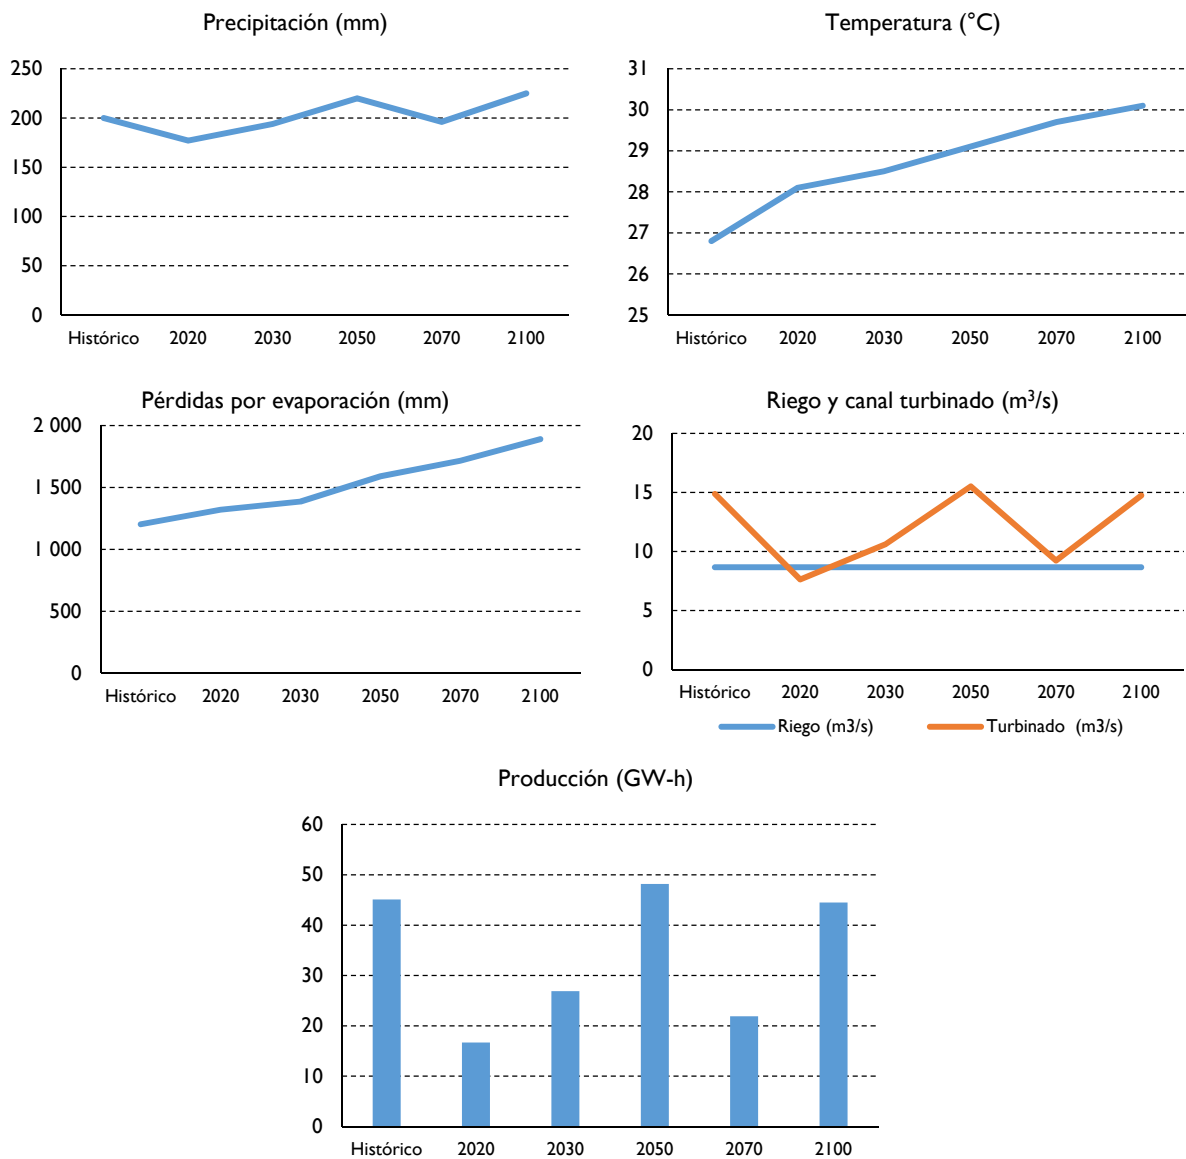 Precipitación (mm)
250
200
150
100
50
0
Histórico 2020 2030 2050 2070 2100
Temperatura (°C)
31
30
29
28
27
26
25
Histórico 2020 2030 2050 2070 2100
Pérdidas por evaporación (mm)
2 000
1 500
1 000
500
0
Histórico 2020 2030 2050 2070 2100
Riego y canal turbinado (m³/s)
20
15
10
5
0
Histórico 2020 2030 2050 2070 2100
Riego (m3/s) Turbinado (m3/s)
Producción (GW-h)
60
50
40
30
20
10
0
Histórico 2020 2030 2050 2070 2100